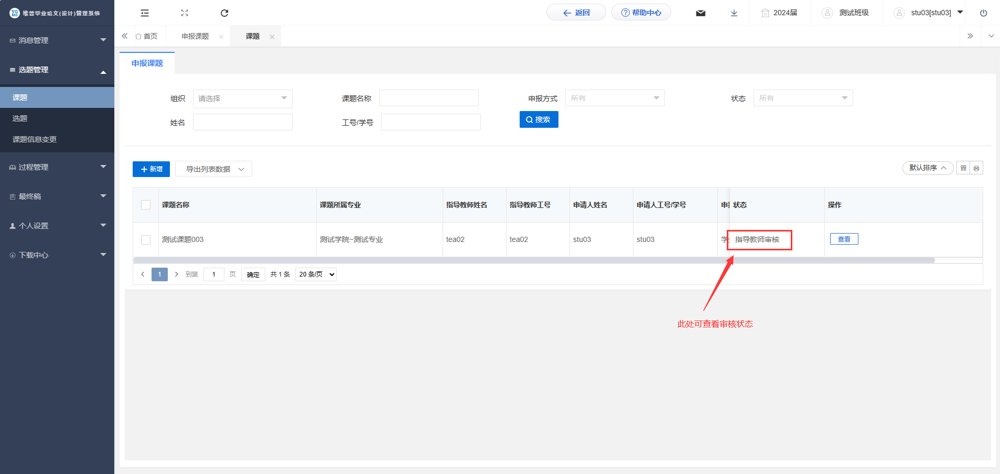 VG MS 维普毕业论文(设计)管理系统
返回 帮助中心 2024届 测试班级 stu03[stu03]
首页 申报课题 课题
消息管理
选题管理
课题
选题
课题信息变更
过程管理
最终稿
个人设置
下载中心
申报课题
组织 请选择 课题名称 申报方式 所有 状态 所有
姓名 工号/学号 搜索
新增 导出列表数据 默认排序
课题名称 课题所属专业 指导教师姓名 指导教师工号 申请人姓名 申请人工号/学号 申 状态 操作
测试课题003 测试学院~测试专业 tea02 tea02 stu03 stu03 学 指导教师审核 查看
1 到第 1 页 确定 共 1 条 20 条/页
此处可查看审核状态